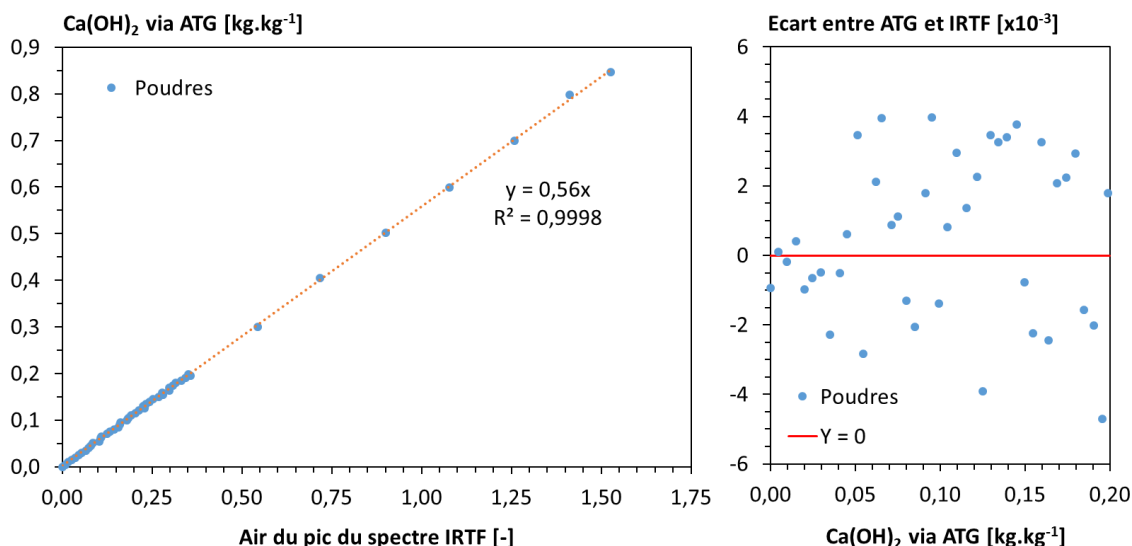 Ca(OH)₂ via ATG [kg.kg⁻¹]
0,9
0,8
0,7
0,6
0,5
0,4
0,3
0,2
0,1
0,0
Poudres
y = 0,56x
R² = 0,9998
0,00 0,25 0,50 0,75 1,00 1,25 1,50 1,75
Air du pic du spectre IRTF [-]
Ecart entre ATG et IRTF [x10⁻³]
6
4
2
0
-2
-4
-6
Poudres
Y = 0
0,00 0,05 0,10 0,15 0,20
Ca(OH)₂ via ATG [kg.kg⁻¹]